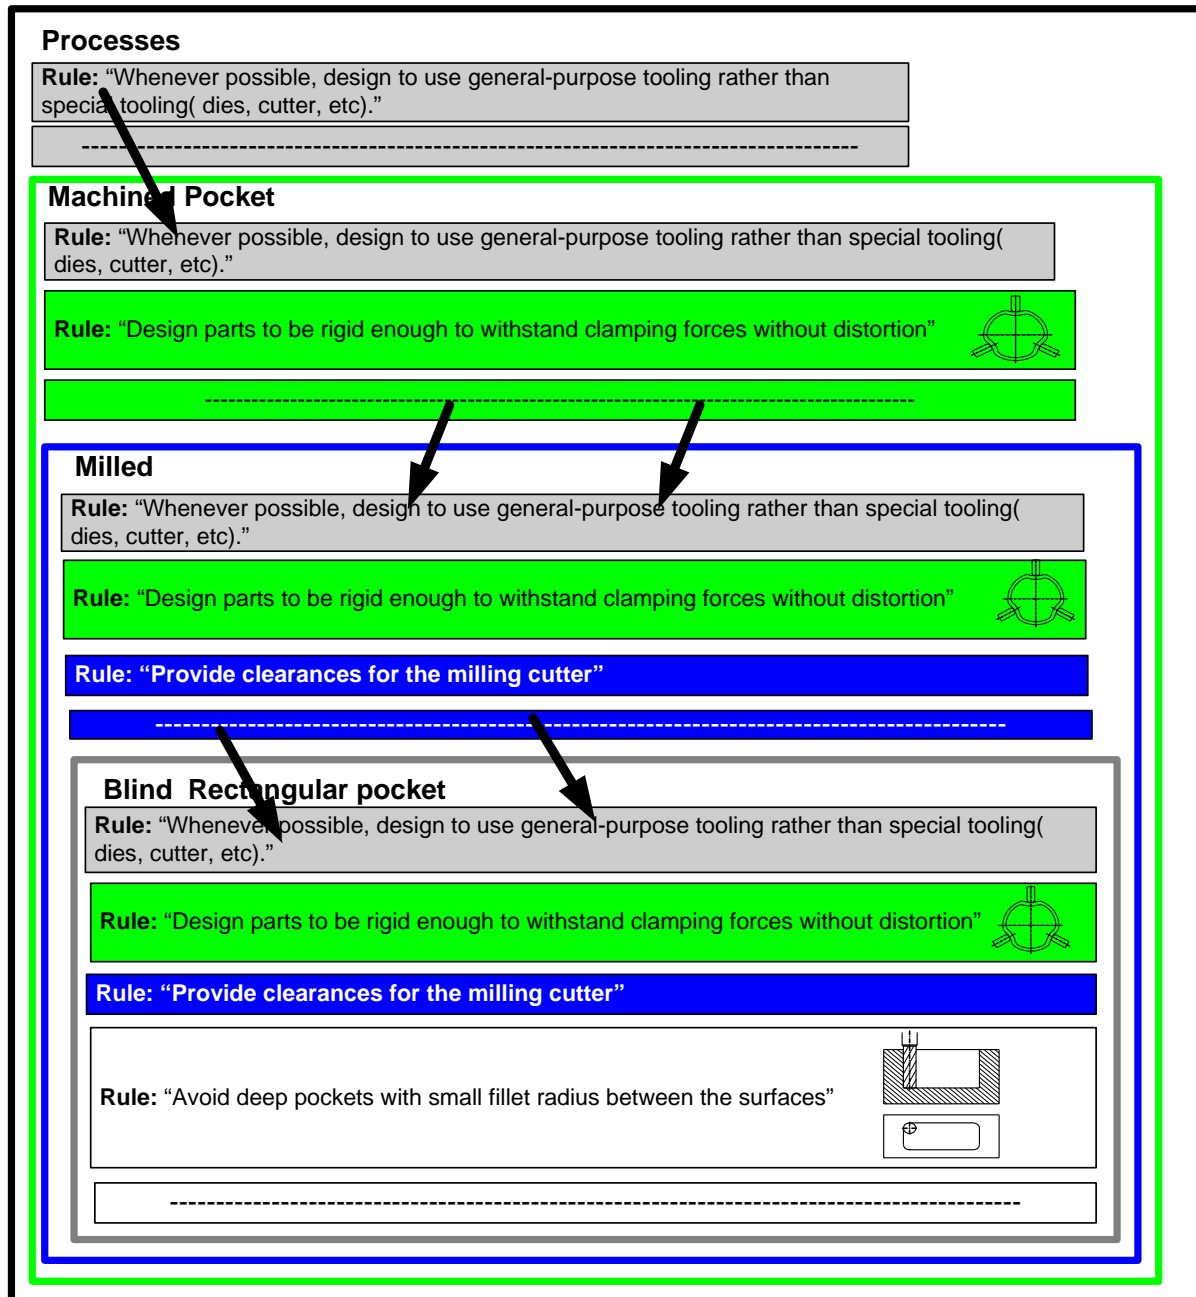 Processes
Rule: “Whenever possible, design to use general-purpose tooling rather than
special tooling( dies, cutter, etc).”
Machined Pocket
Rule: “Whenever possible, design to use general-purpose tooling rather than special tooling(
dies, cutter, etc).”
Rule: “Design parts to be rigid enough to withstand clamping forces without distortion”
Milled
Rule: “Whenever possible, design to use general-purpose tooling rather than special tooling(
dies, cutter, etc).”
Rule: “Design parts to be rigid enough to withstand clamping forces without distortion”
Rule: “Provide clearances for the milling cutter”
Blind Rectangular pocket
Rule: “Whenever possible, design to use general-purpose tooling rather than special tooling(
dies, cutter, etc).”
Rule: “Design parts to be rigid enough to withstand clamping forces without distortion”
Rule: “Provide clearances for the milling cutter”
Rule: “Avoid deep pockets with small fillet radius between the surfaces”